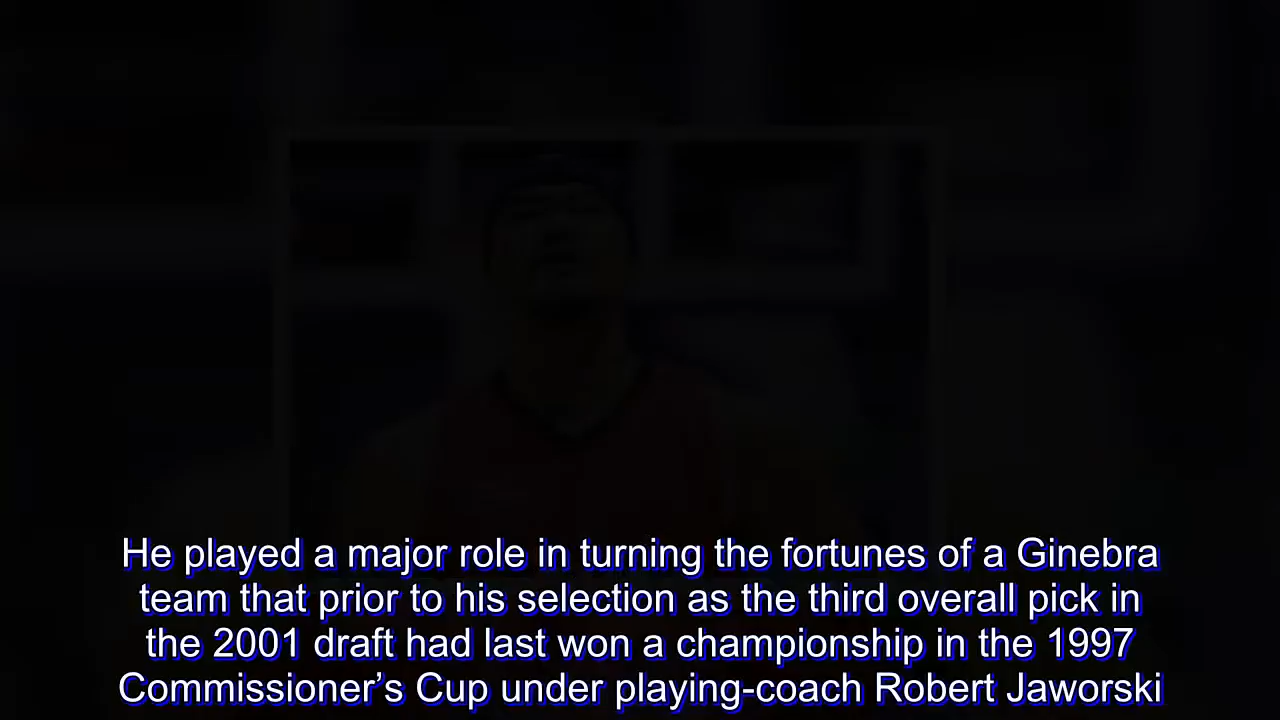 He played a major role in turning the fortunes of a Ginebra
team that prior to his selection as the third overall pick in
the 2001 draft had last won a championship in the 1997
Commissioner’s Cup under playing-coach Robert Jaworski